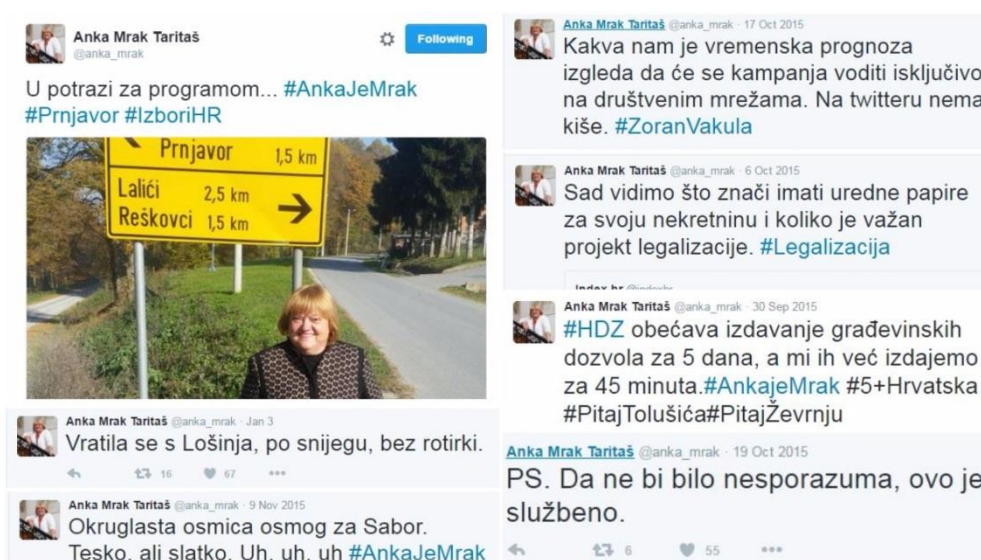 Anka Mrak Taritaš
@anka_mrak
Following
U potrazi za programom... #AnkaJeMrak
#Prnjavor #IzboriHR
Prnjavor 1,5 km
Lalići 2,5 km
Reškovci 1,5 km
Anka Mrak Taritaš @anka_mrak · Jan 3
Vratila se s Lošinja, po snijegu, bez rotirki.
16 67
Anka Mrak Taritaš @anka_mrak · 9 Nov 2015
Okruglasta osmica osmog za Sabor.
Tesko, ali slatko. Uh, uh, uh #AnkaJeMrak
Anka Mrak Taritaš @anka_mrak · 17 Oct 2015
Kakva nam je vremenska prognoza
izgleda da će se kampanja voditi isključivo
na društvenim mrežama. Na twitteru nema
kiše. #ZoranVakula
Anka Mrak Taritaš @anka_mrak · 6 Oct 2015
Sad vidimo što znači imati uredne papire
za svoju nekretninu i koliko je važan
projekt legalizacije. #Legalizacija
Index.hr @indexhr
Anka Mrak Taritaš @anka_mrak · 30 Sep 2015
#HDZ obećava izdavanje građevinskih
dozvola za 5 dana, a mi ih već izdajemo
za 45 minuta.#AnkajeMrak #5+Hrvatska
#PitajTolušića#PitajŽevrnju
Anka Mrak Taritaš @anka_mrak · 19 Oct 2015
PS. Da ne bi bilo nesporazuma, ovo je
službeno.
6 55